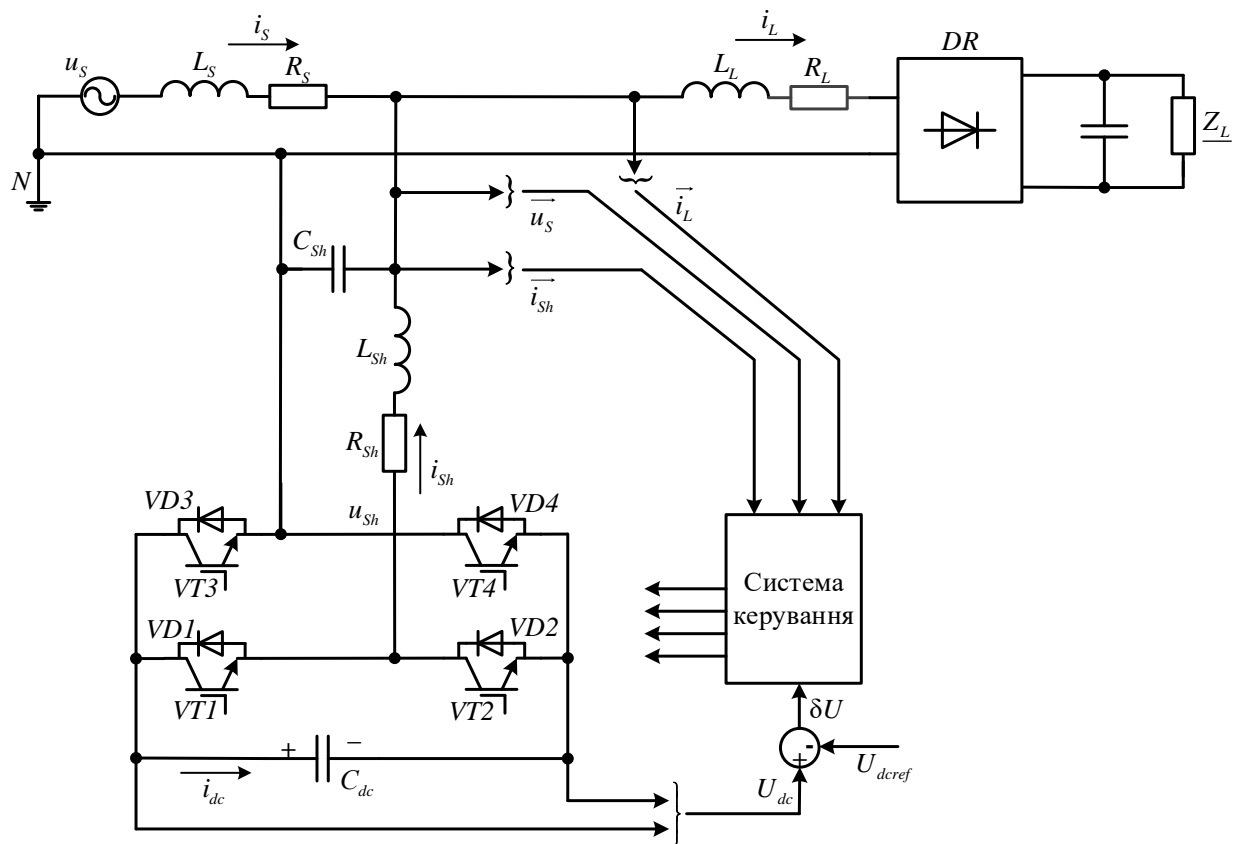 i_S
i_L
u_S
L_S
R_S
L_L
R_L
DR
Z_L
N
C_Sh
u_S
i_L
i_Sh
L_Sh
R_Sh
i_Sh
VD3
u_Sh
VD4
VT3
VT4
Система
керування
VD1
VD2
VT1
VT2
δU
+
−
-
+
U_dcref
i_dc
C_dc
U_dc